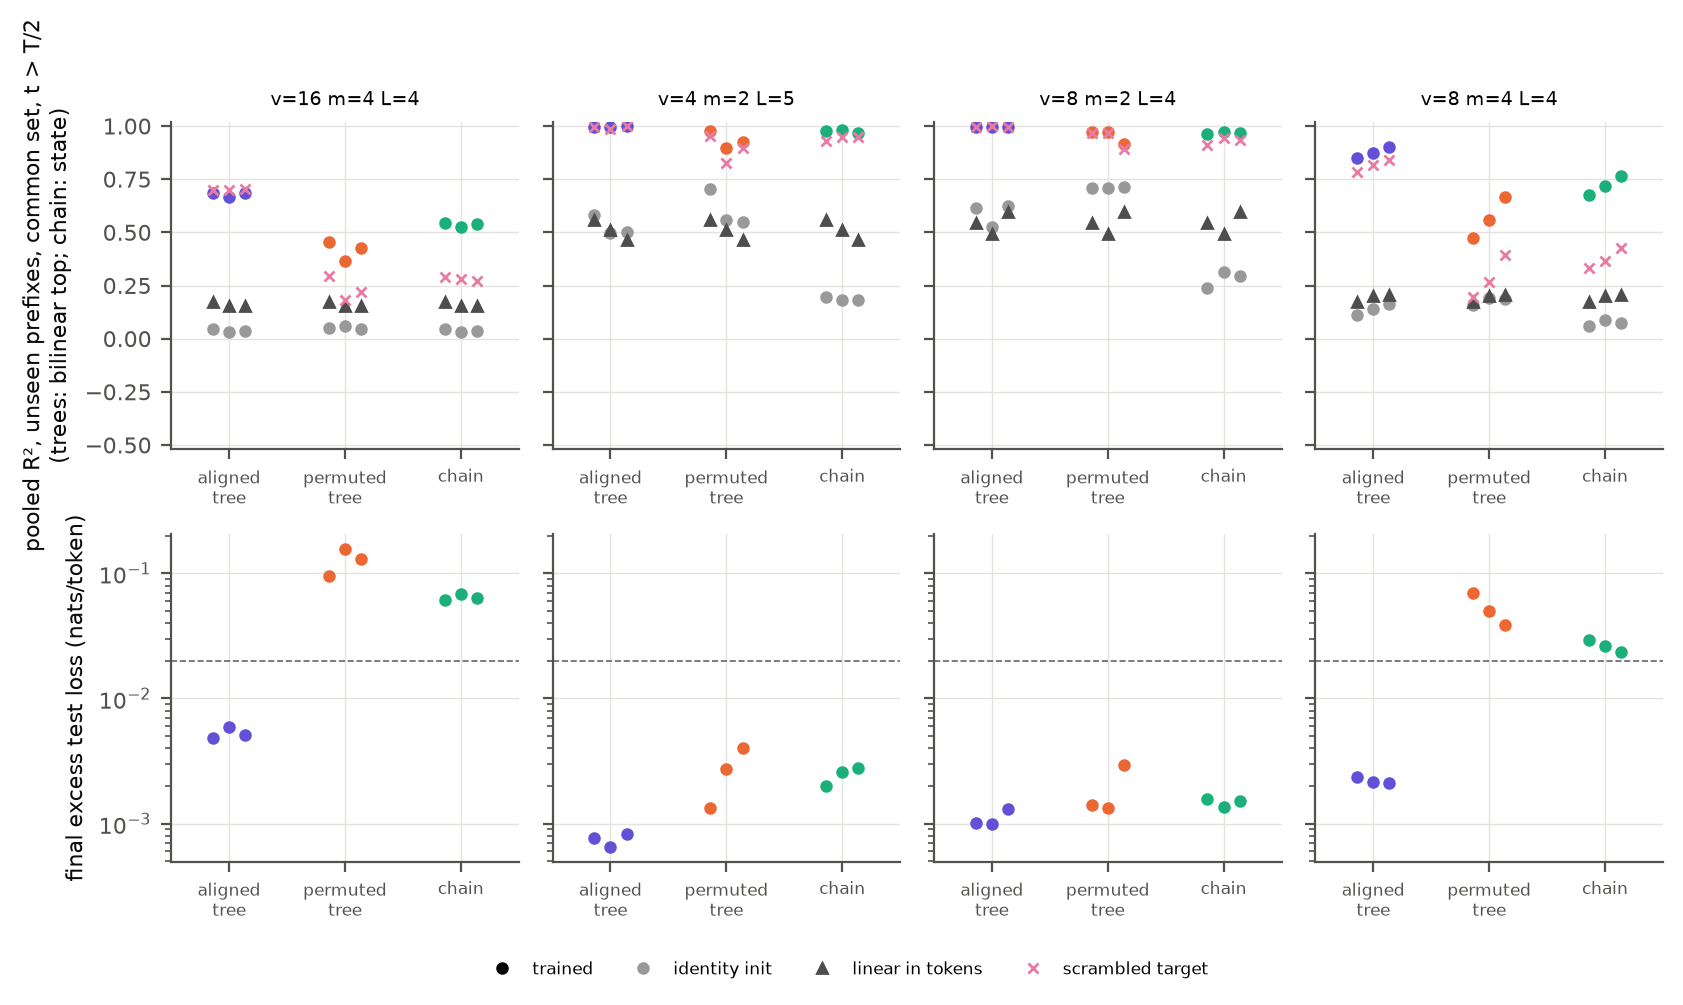 pooled R², unseen prefixes, common set, t > T/2
(trees: bilinear top; chain: state)
v=16 m=4 L=4
v=4 m=2 L=5
v=8 m=2 L=4
v=8 m=4 L=4
1.00
0.75
0.50
0.25
0.00
−0.25
−0.50
aligned
tree
permuted
tree
chain
aligned
tree
permuted
tree
chain
aligned
tree
permuted
tree
chain
aligned
tree
permuted
tree
chain
final excess test loss (nats/token)
10⁻¹
10⁻²
10⁻³
aligned
tree
permuted
tree
chain
aligned
tree
permuted
tree
chain
aligned
tree
permuted
tree
chain
aligned
tree
permuted
tree
chain
trained
identity init
linear in tokens
scrambled target